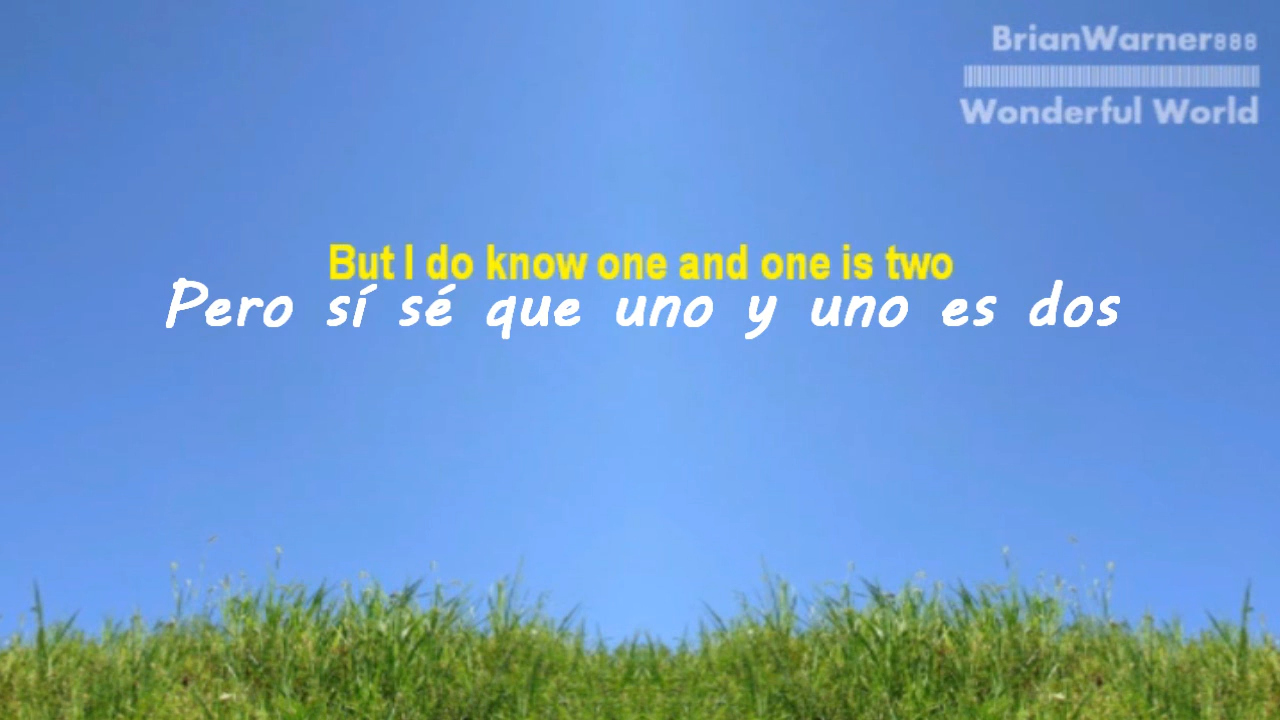 BrianWarner888
Wonderful World
But I do know one and one is two
Pero sí sé que uno y uno es dos